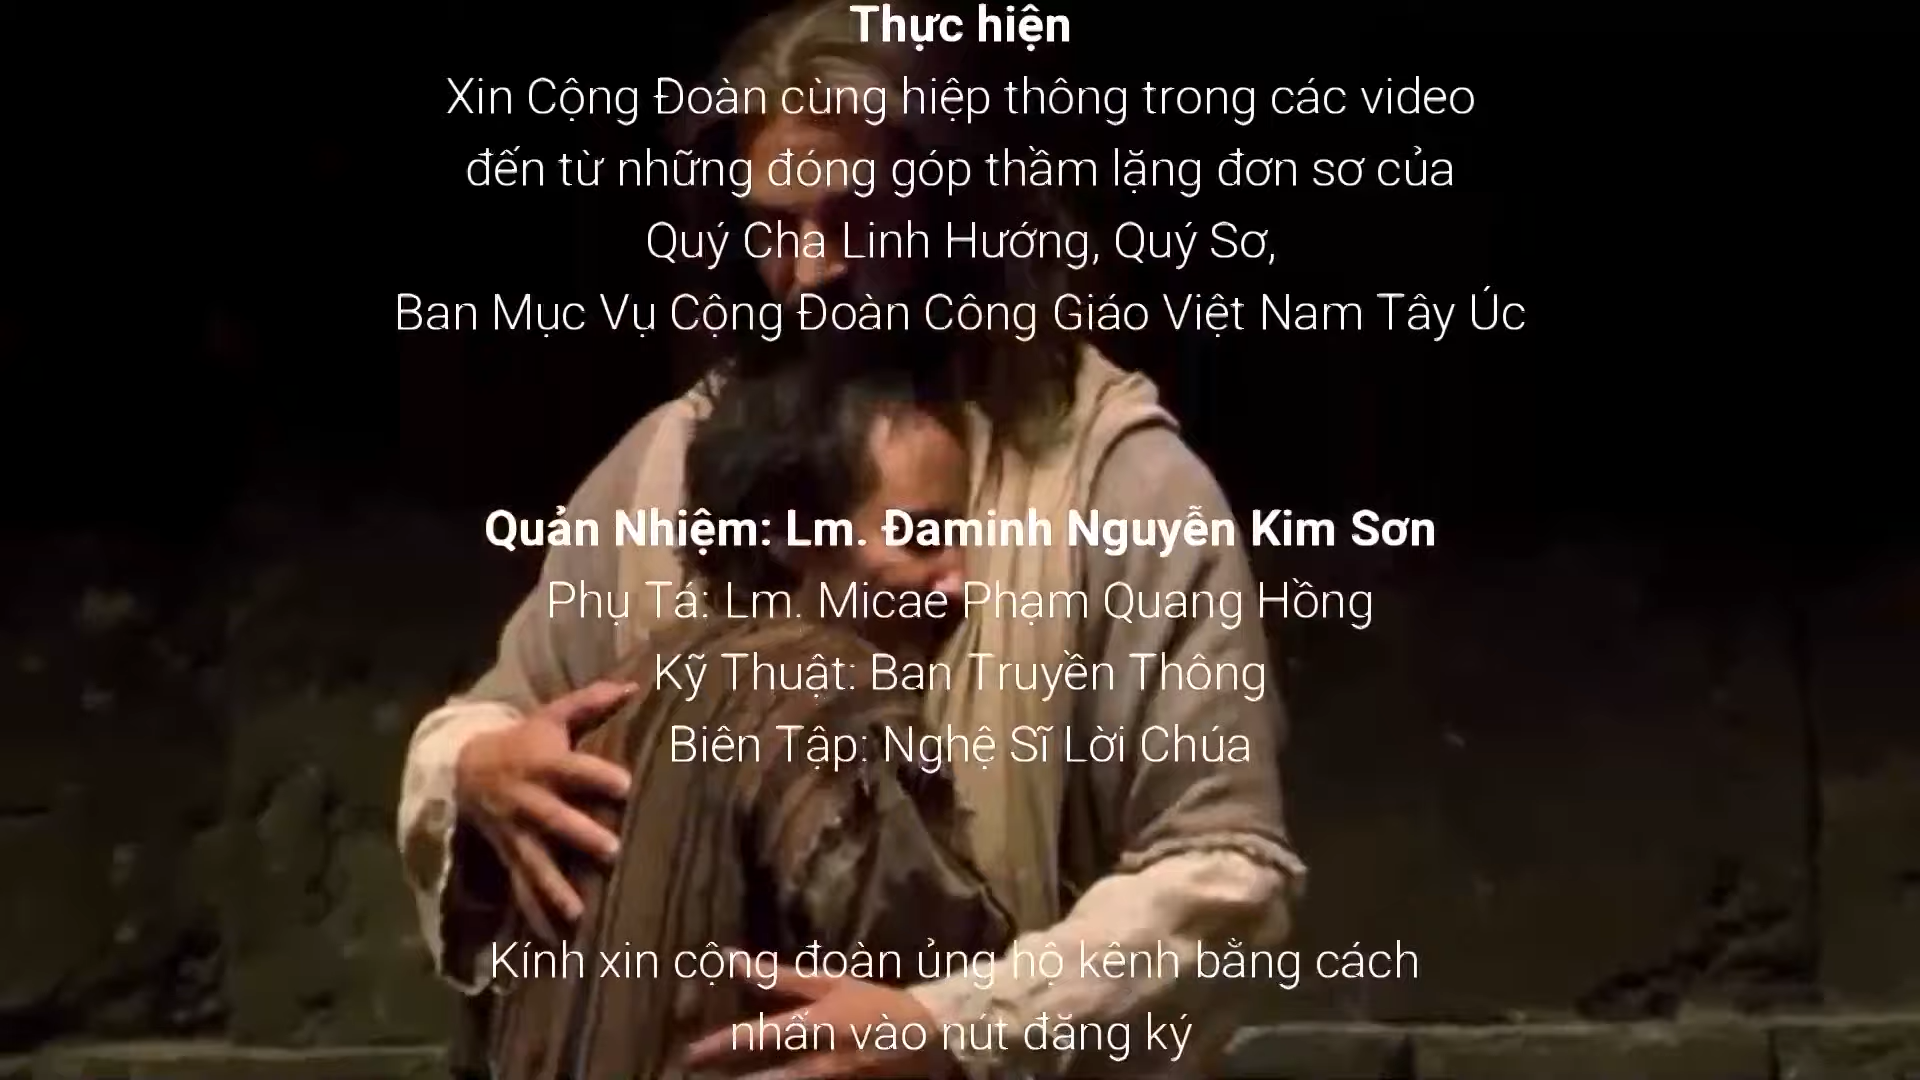 Thực hiện
Xin Cộng Đoàn cùng hiệp thông trong các video
đến từ những đóng góp thầm lặng đơn sơ của
Quý Cha Linh Hướng, Quý Sơ,
Ban Mục Vụ Cộng Đoàn Công Giáo Việt Nam Tây Úc
Quản Nhiệm: Lm. Đaminh Nguyễn Kim Sơn
Phụ Tá: Lm. Micae Phạm Quang Hồng
Kỹ Thuật: Ban Truyền Thông
Biên Tập: Nghệ Sĩ Lời Chúa
Kính xin cộng đoàn ủng hộ kênh bằng cách
nhấn vào nút đăng ký